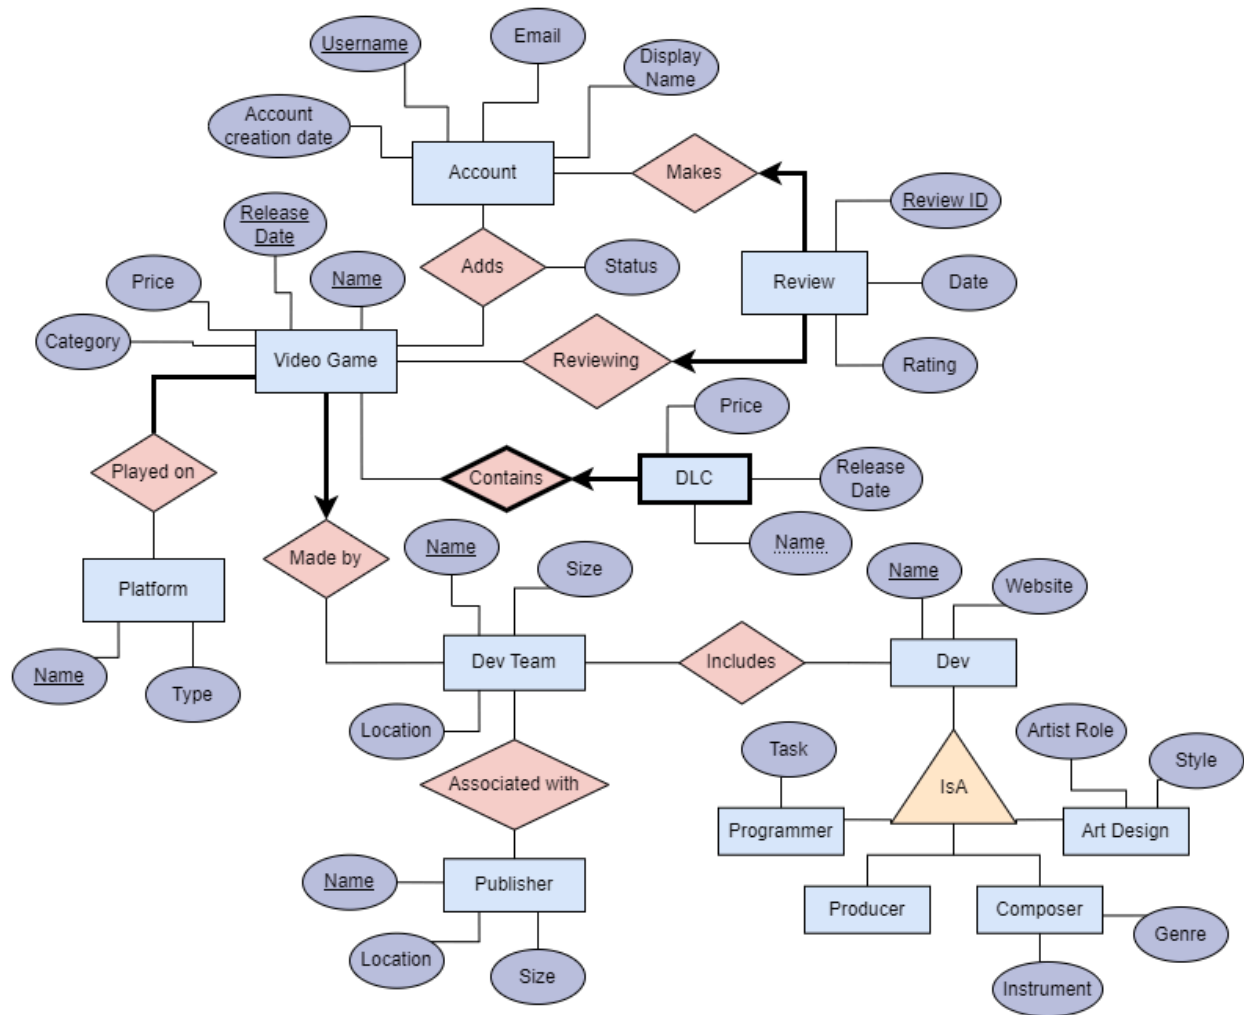 Username
Email
Display
Name
Account
creation date
Account
Makes
Release
Date
Review ID
Price
Name
Adds
Status
Review
Date
Category
Video Game
Reviewing
Rating
Price
Played on
Contains
DLC
Release
Date
Name
Made by
Name
Size
Name
Website
Platform
Dev Team
Includes
Dev
Name
Type
Location
Artist Role
Task
Style
Associated with
IsA
Programmer
Art Design
Name
Publisher
Producer
Composer
Genre
Location
Size
Instrument